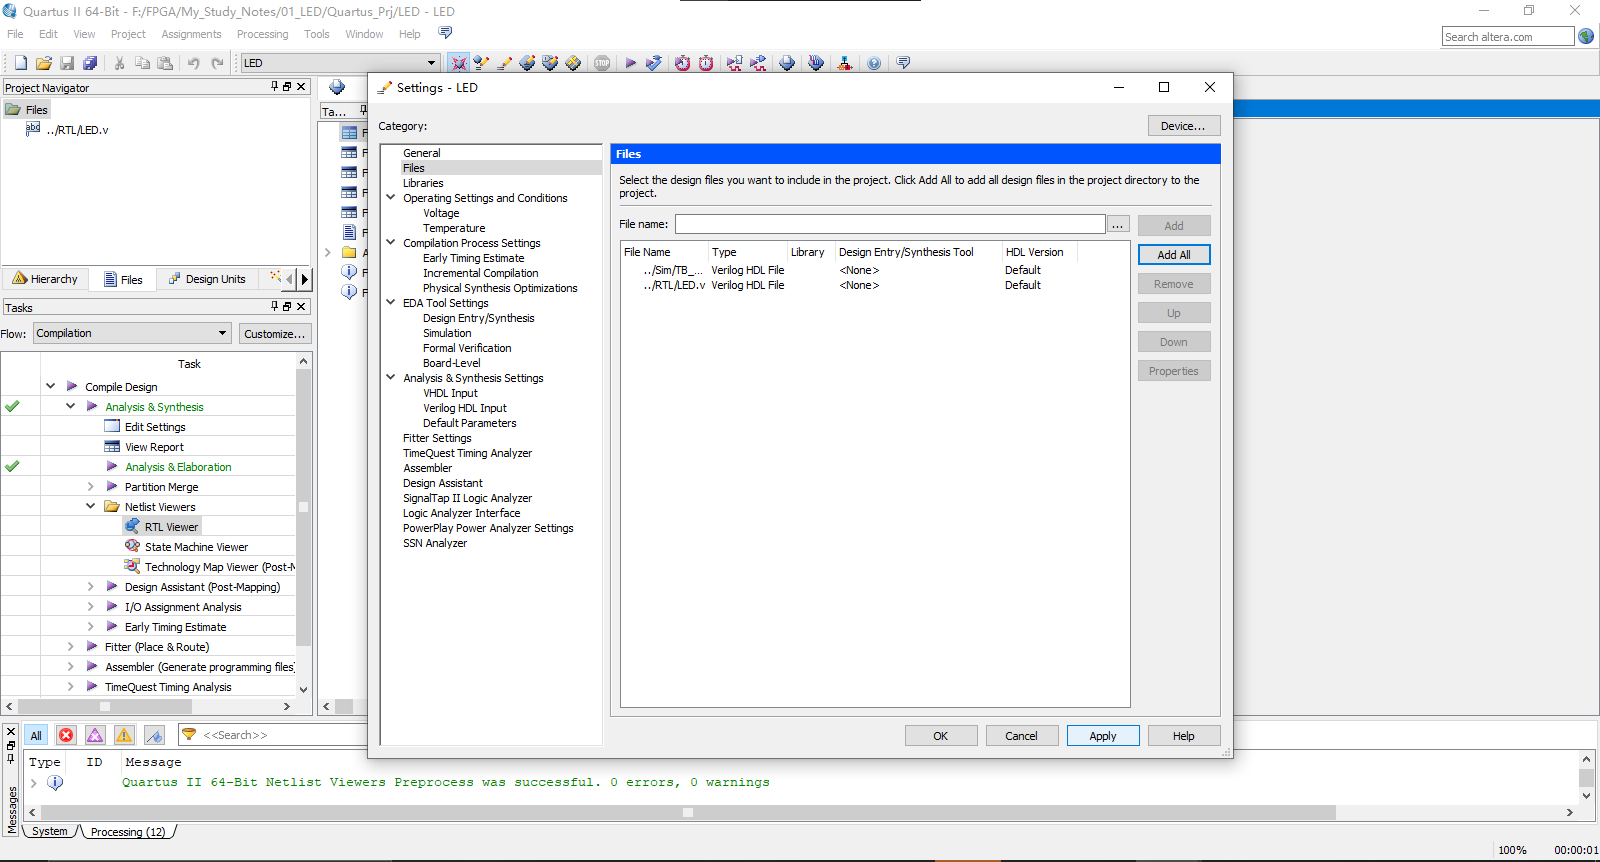 Quartus II 64-Bit - F:/FPGA/My_Study_Notes/01_LED/Quartus_Prj/LED - LED
File Edit View Project Assignments Processing Tools Window Help
Search altera.com
LED
STOP
Project Navigator
Files
abc ../RTL/LED.v
Hierarchy Files Design Units
Tasks
Flow: Compilation Customize...
Task
Compile Design
Analysis & Synthesis
Edit Settings
View Report
Analysis & Elaboration
Partition Merge
Netlist Viewers
RTL Viewer
State Machine Viewer
Technology Map Viewer (Post-M
Design Assistant (Post-Mapping)
I/O Assignment Analysis
Early Timing Estimate
Fitter (Place & Route)
Assembler (Generate programming files)
TimeQuest Timing Analysis
Ta...
F
F
F
F
F
F
A
F
F
Settings - LED
Category:
Device...
General
Files
Libraries
Operating Settings and Conditions
Voltage
Temperature
Compilation Process Settings
Early Timing Estimate
Incremental Compilation
Physical Synthesis Optimizations
EDA Tool Settings
Design Entry/Synthesis
Simulation
Formal Verification
Board-Level
Analysis & Synthesis Settings
VHDL Input
Verilog HDL Input
Default Parameters
Fitter Settings
TimeQuest Timing Analyzer
Assembler
Design Assistant
SignalTap II Logic Analyzer
Logic Analyzer Interface
PowerPlay Power Analyzer Settings
SSN Analyzer
Files
Select the design files you want to include in the project. Click Add All to add all design files in the project directory to the
project.
File name: ... Add
File Name Type Library Design Entry/Synthesis Tool HDL Version
../Sim/TB_... Verilog HDL File <None> Default
../RTL/LED.v Verilog HDL File <None> Default
Add All
Remove
Up
Down
Properties
OK Cancel Apply Help
All <<Search>>
Type ID Message
Quartus II 64-Bit Netlist Viewers Preprocess was successful. 0 errors, 0 warnings
Messages
System Processing (12)
100% 00:00:01